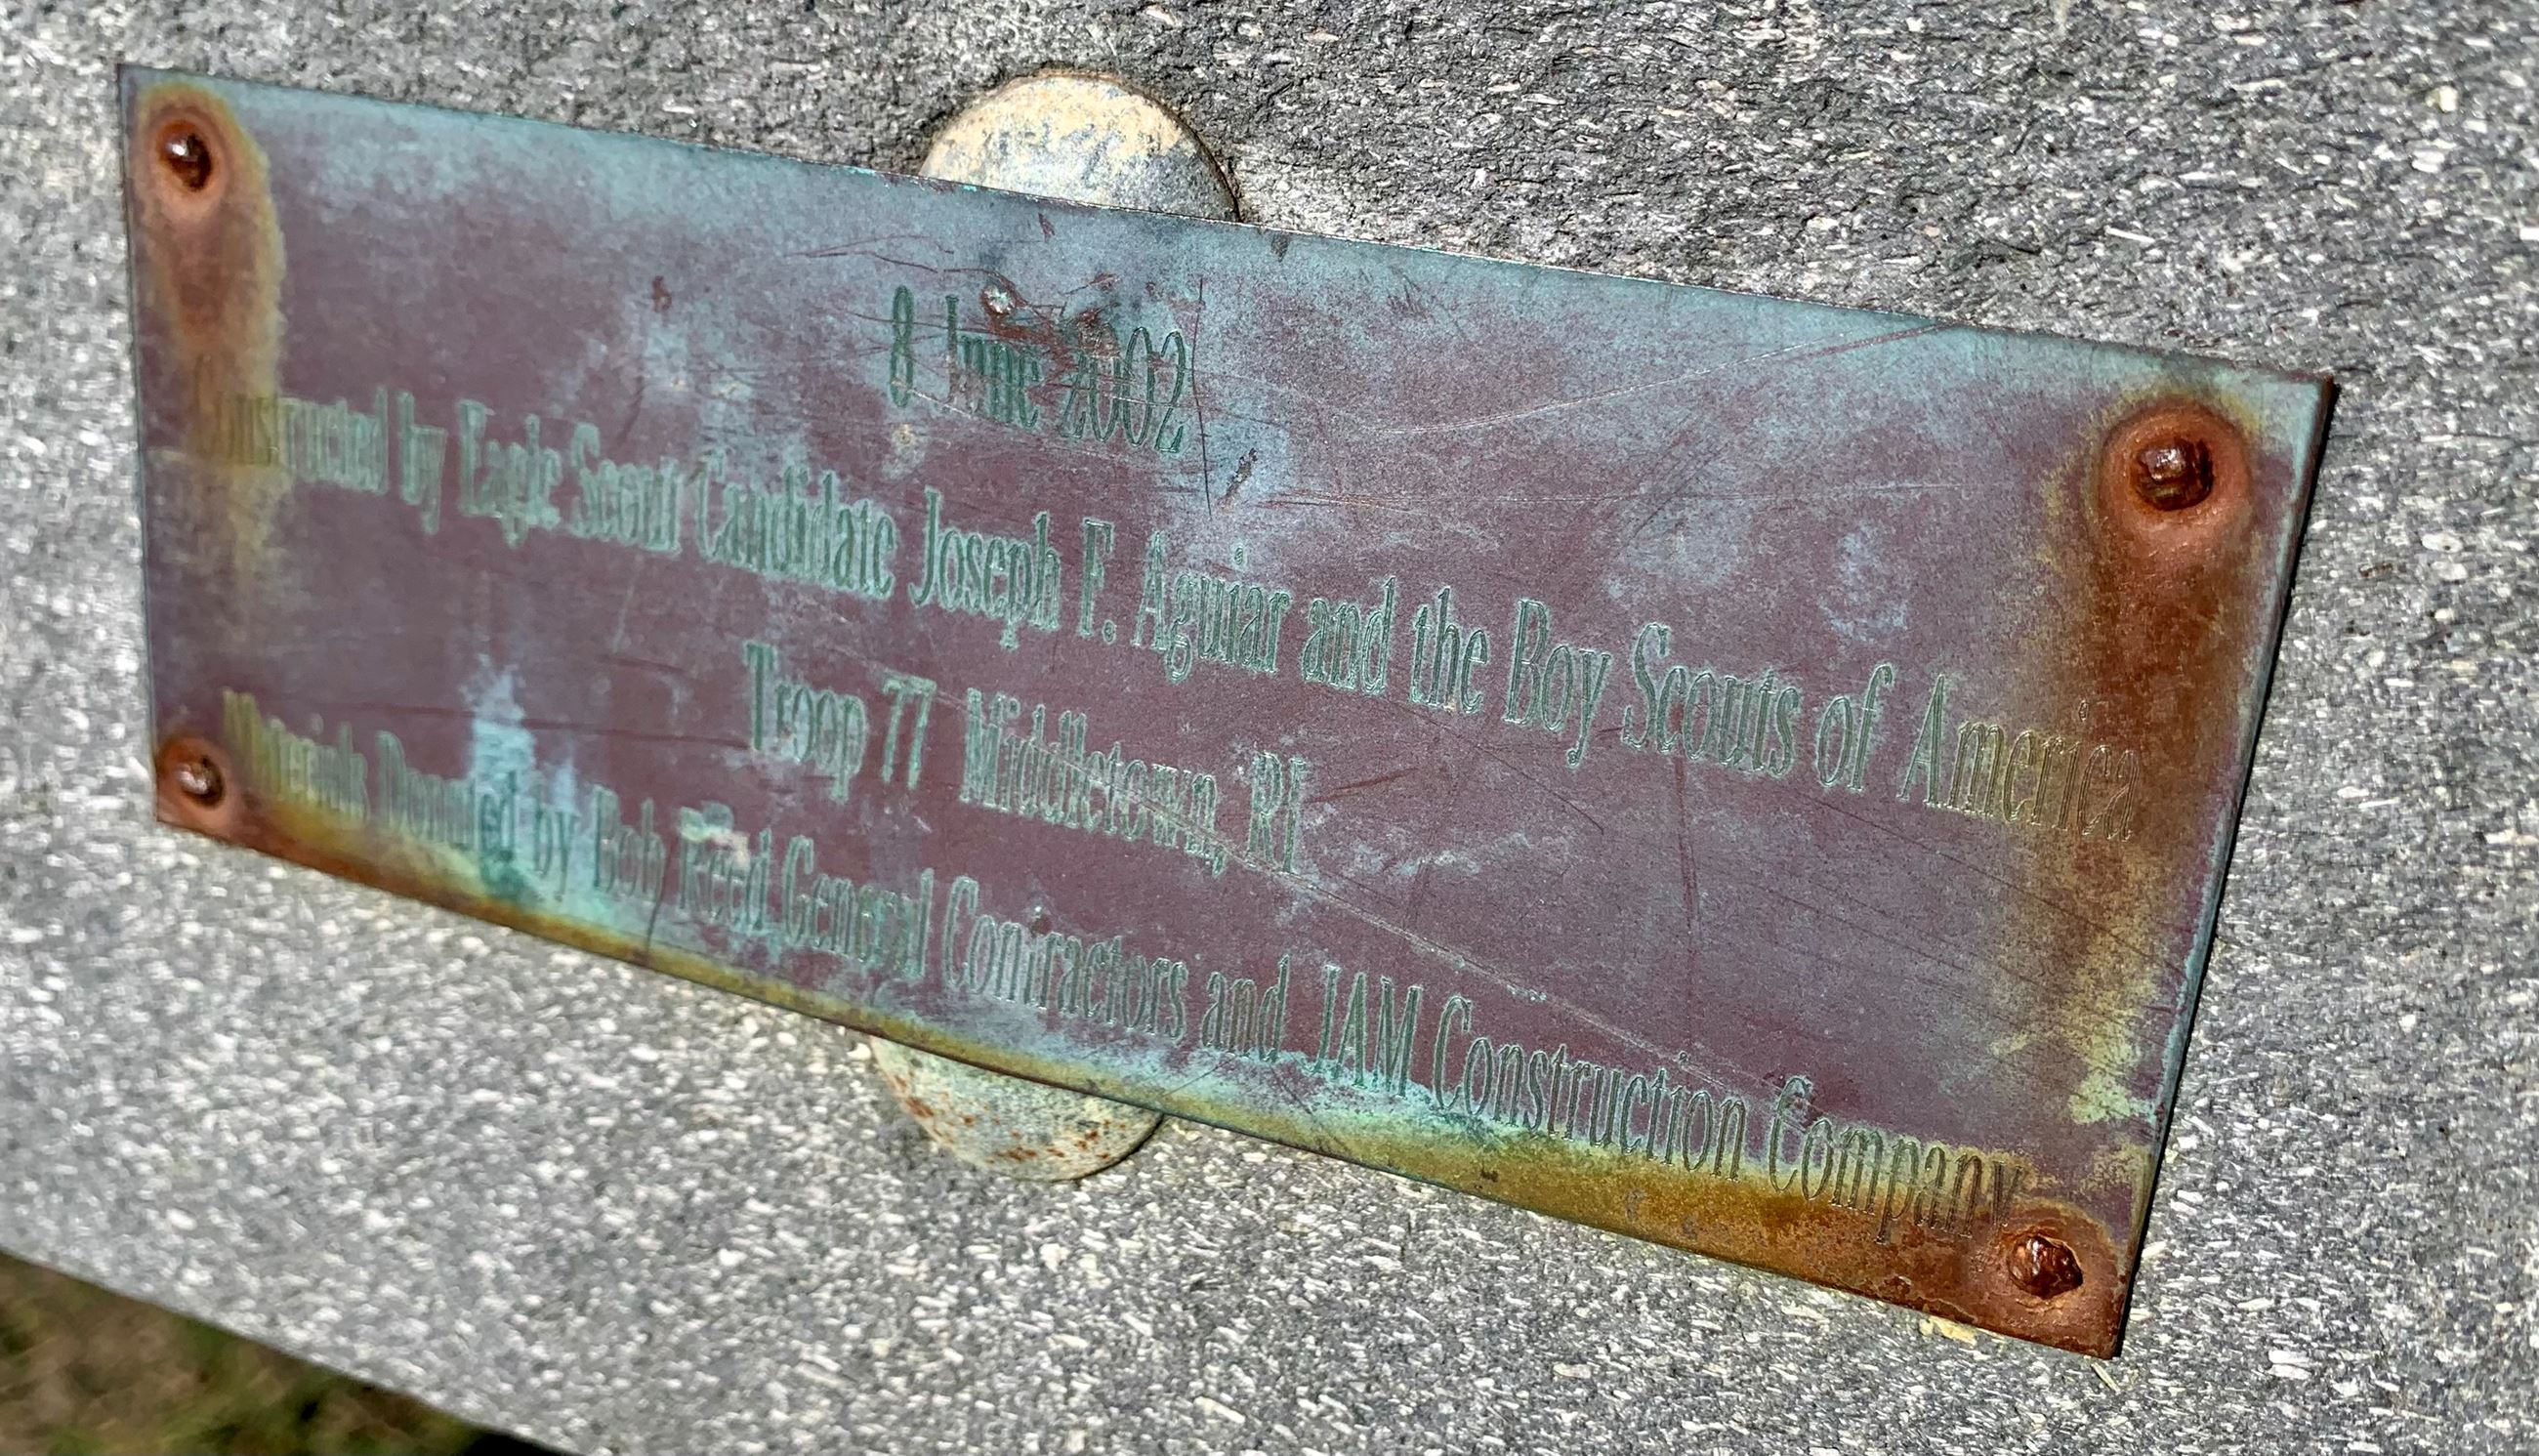 8 June 2002
Constructed by Eagle Scout Candidate Joseph F. Aguiar and the Boy Scouts of America
Troop 77 Middletown, RI
Materials Donated by Bob Reed General Contractors and JAM Construction Company